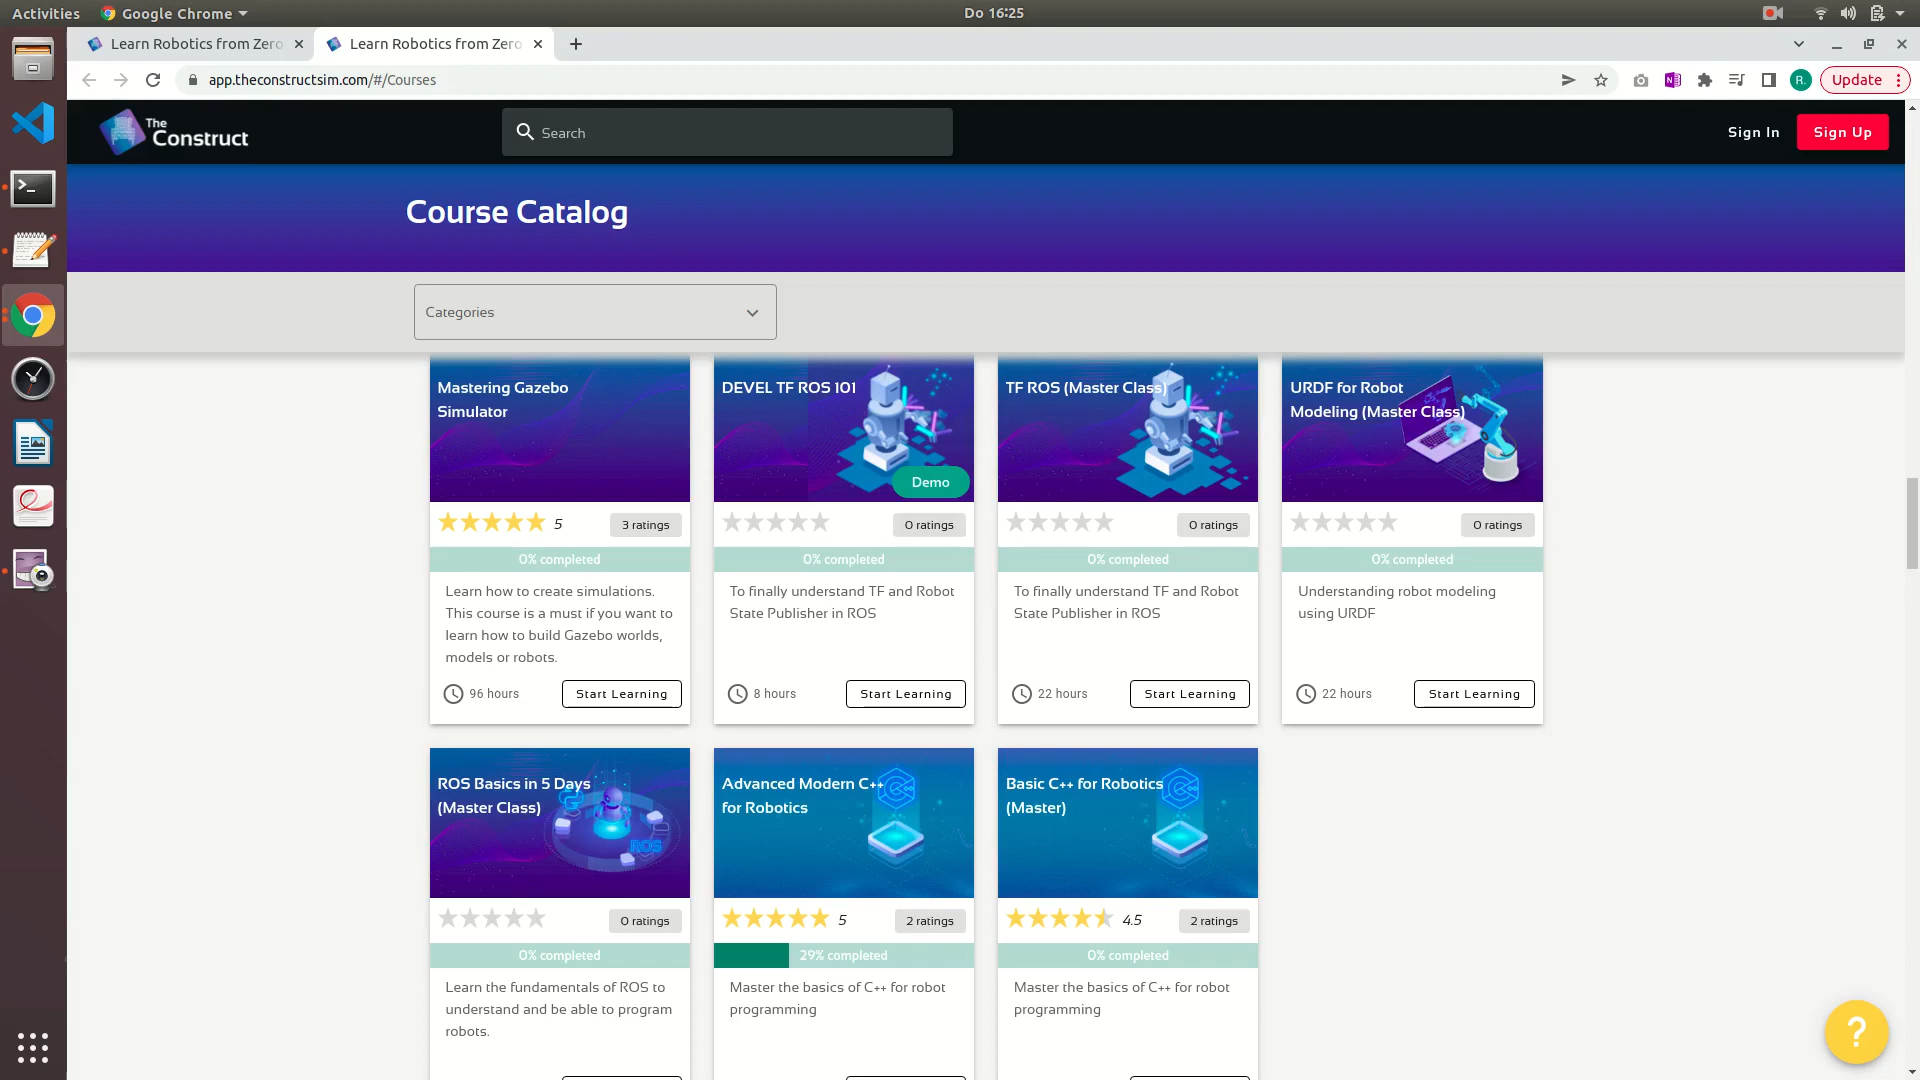 Activities
Google Chrome
Do 16:25
Learn Robotics from Zero
Learn Robotics from Zero
app.theconstructsim.com/#/Courses
R.
Update
The
Construct
Search
Sign In
Sign Up
Course Catalog
Categories
Mastering Gazebo
Simulator
5
3 ratings
0% completed
Learn how to create simulations.
This course is a must if you want to
learn how to build Gazebo worlds,
models or robots.
96 hours
Start Learning
DEVEL TF ROS 101
Demo
0 ratings
0% completed
To finally understand TF and Robot
State Publisher in ROS
8 hours
Start Learning
TF ROS (Master Class)
0 ratings
0% completed
To finally understand TF and Robot
State Publisher in ROS
22 hours
Start Learning
URDF for Robot
Modeling (Master Class)
0 ratings
0% completed
Understanding robot modeling
using URDF
22 hours
Start Learning
ROS Basics in 5 Days
(Master Class)
ROS
0 ratings
0% completed
Learn the fundamentals of ROS to
understand and be able to program
robots.
Advanced Modern C++
for Robotics
5
2 ratings
29% completed
Master the basics of C++ for robot
programming
Basic C++ for Robotics
(Master)
4.5
2 ratings
0% completed
Master the basics of C++ for robot
programming
?